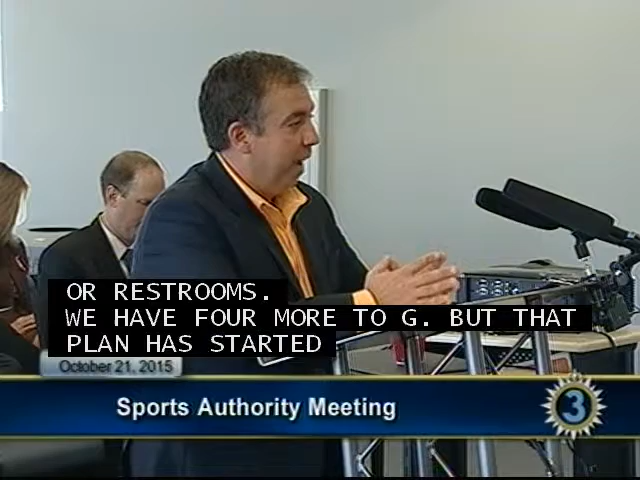 OR RESTROOMS.
WE HAVE FOUR MORE TO G. BUT THAT
PLAN HAS STARTED
October 21, 2015
Sports Authority Meeting
3